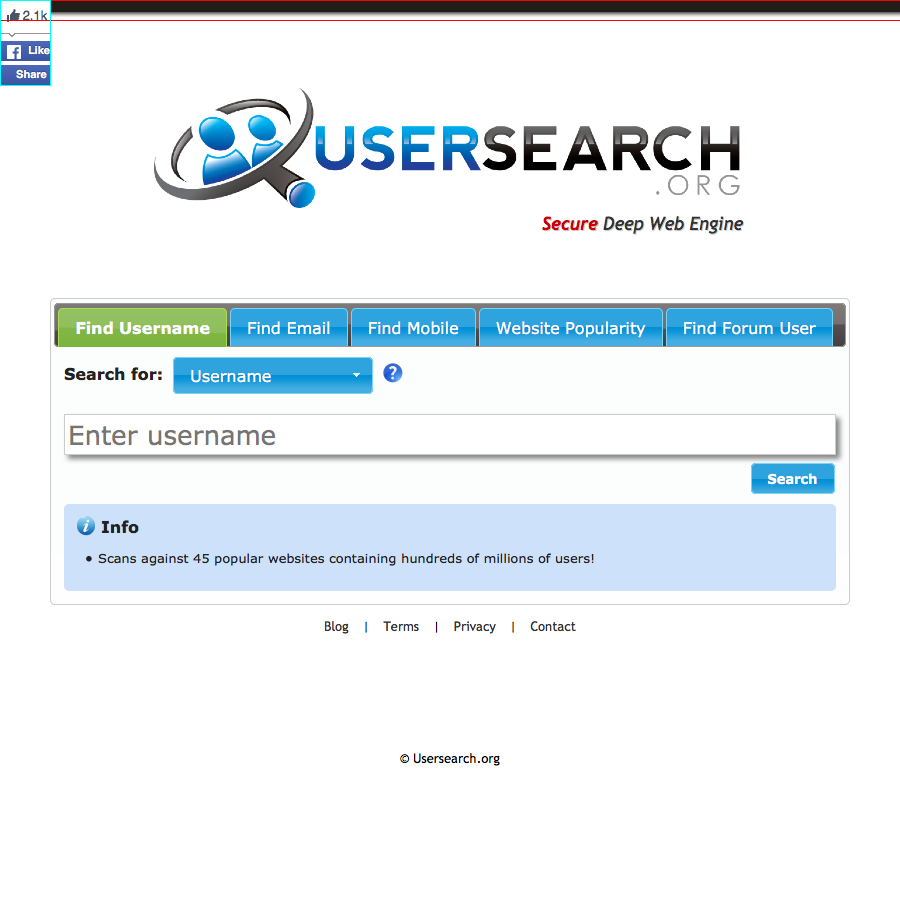 2.1k
Like
Share
USERSEARCH
.ORG
Secure Deep Web Engine
Find Username Find Email Find Mobile Website Popularity Find Forum User
Search for: Username ?
Enter username
Search
i Info
• Scans against 45 popular websites containing hundreds of millions of users!
Blog | Terms | Privacy | Contact
© Usersearch.org